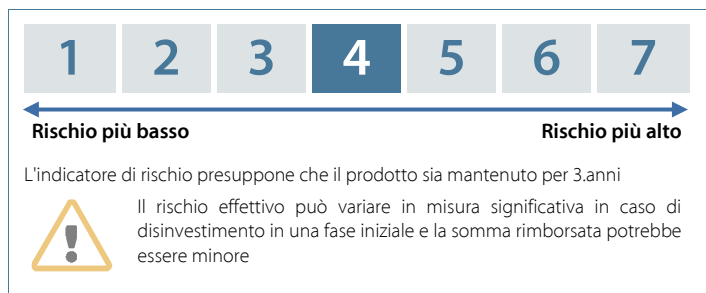 1 2 3 4 5 6 7
Rischio più basso Rischio più alto
L'indicatore di rischio presuppone che il prodotto sia mantenuto per 3.anni
Il rischio effettivo può variare in misura significativa in caso di
disinvestimento in una fase iniziale e la somma rimborsata potrebbe
essere minore